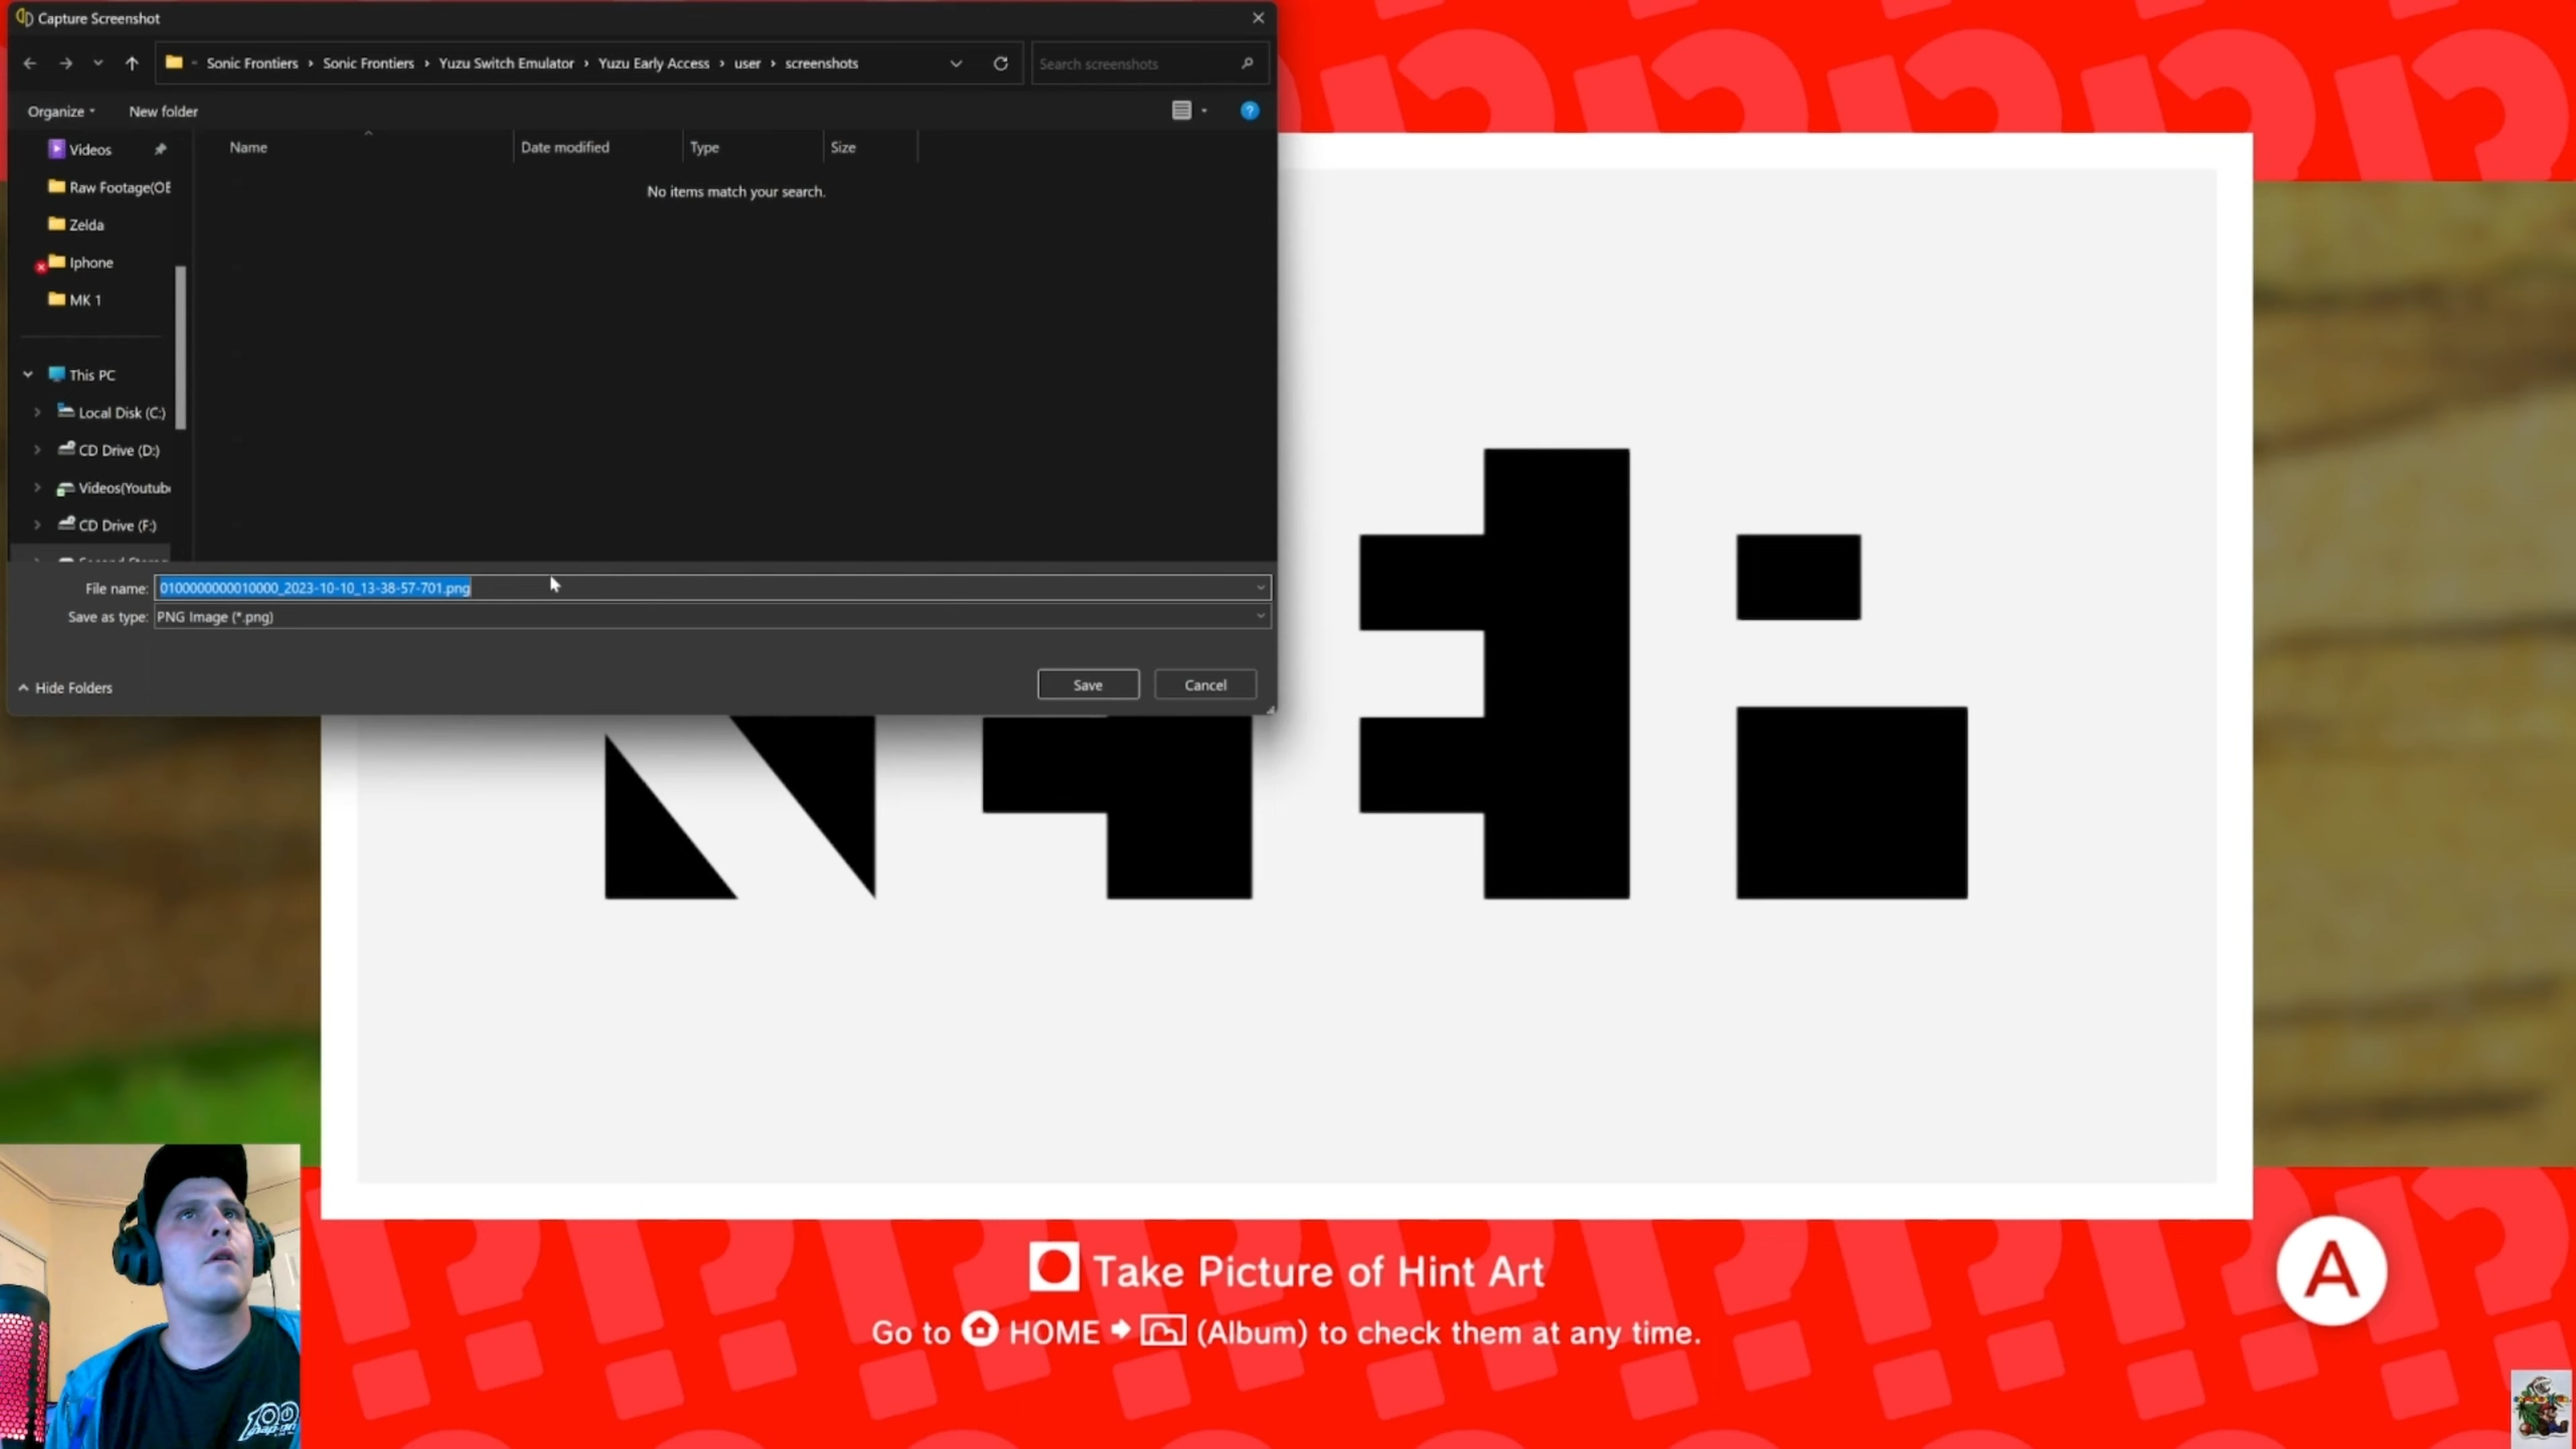 Capture Screenshot
Sonic Frontiers › Sonic Frontiers › Yuzu Switch Emulator › Yuzu Early Access › user › screenshots
Search screenshots
Organize
New folder
Name
Date modified
Type
Size
No items match your search.
Videos
Raw Footage(OB
Zelda
Iphone
MK 1
This PC
Local Disk (C:)
CD Drive (D:)
Videos(Youtube
CD Drive (F:)
File name: 0100000000010000_2023-10-10_13-38-57-701.png
Save as type: PNG Image (*.png)
Hide Folders
Save
Cancel
Take Picture of Hint Art
Go to HOME (Album) to check them at any time.
A
100